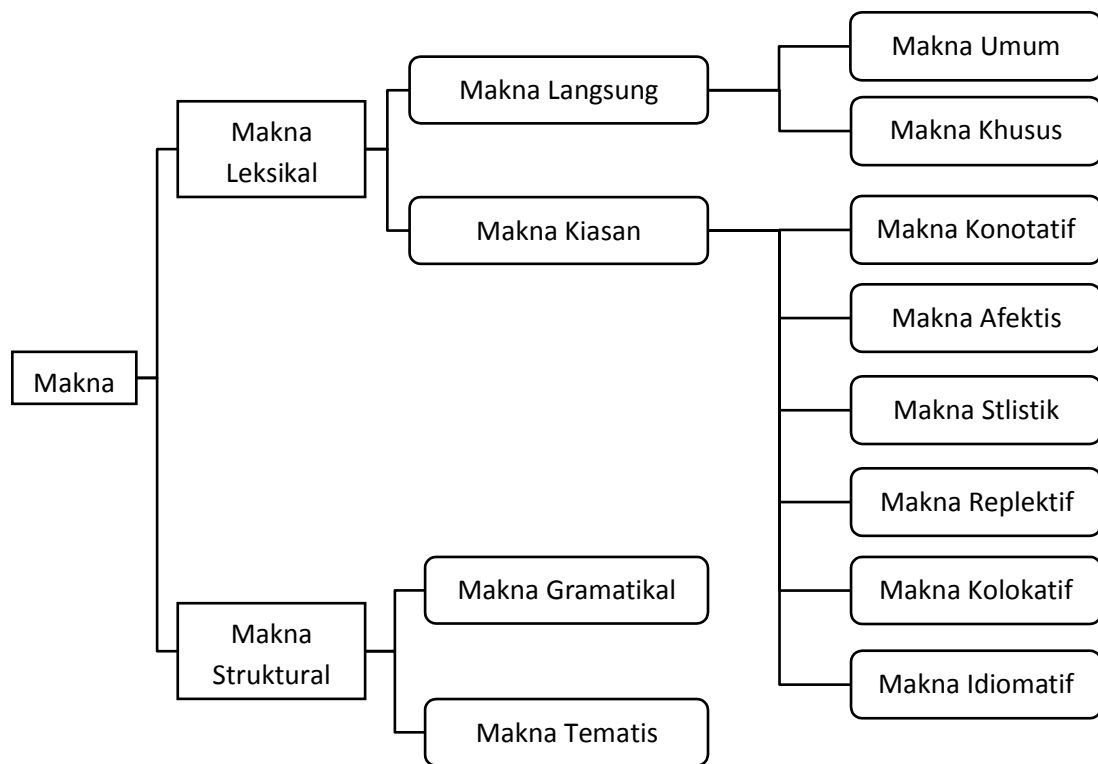 Makna
Makna
Leksikal
Makna Langsung
Makna Umum
Makna Khusus
Makna Kiasan
Makna Konotatif
Makna Afektis
Makna Stlistik
Makna Replektif
Makna Kolokatif
Makna Idiomatif
Makna
Struktural
Makna Gramatikal
Makna Tematis